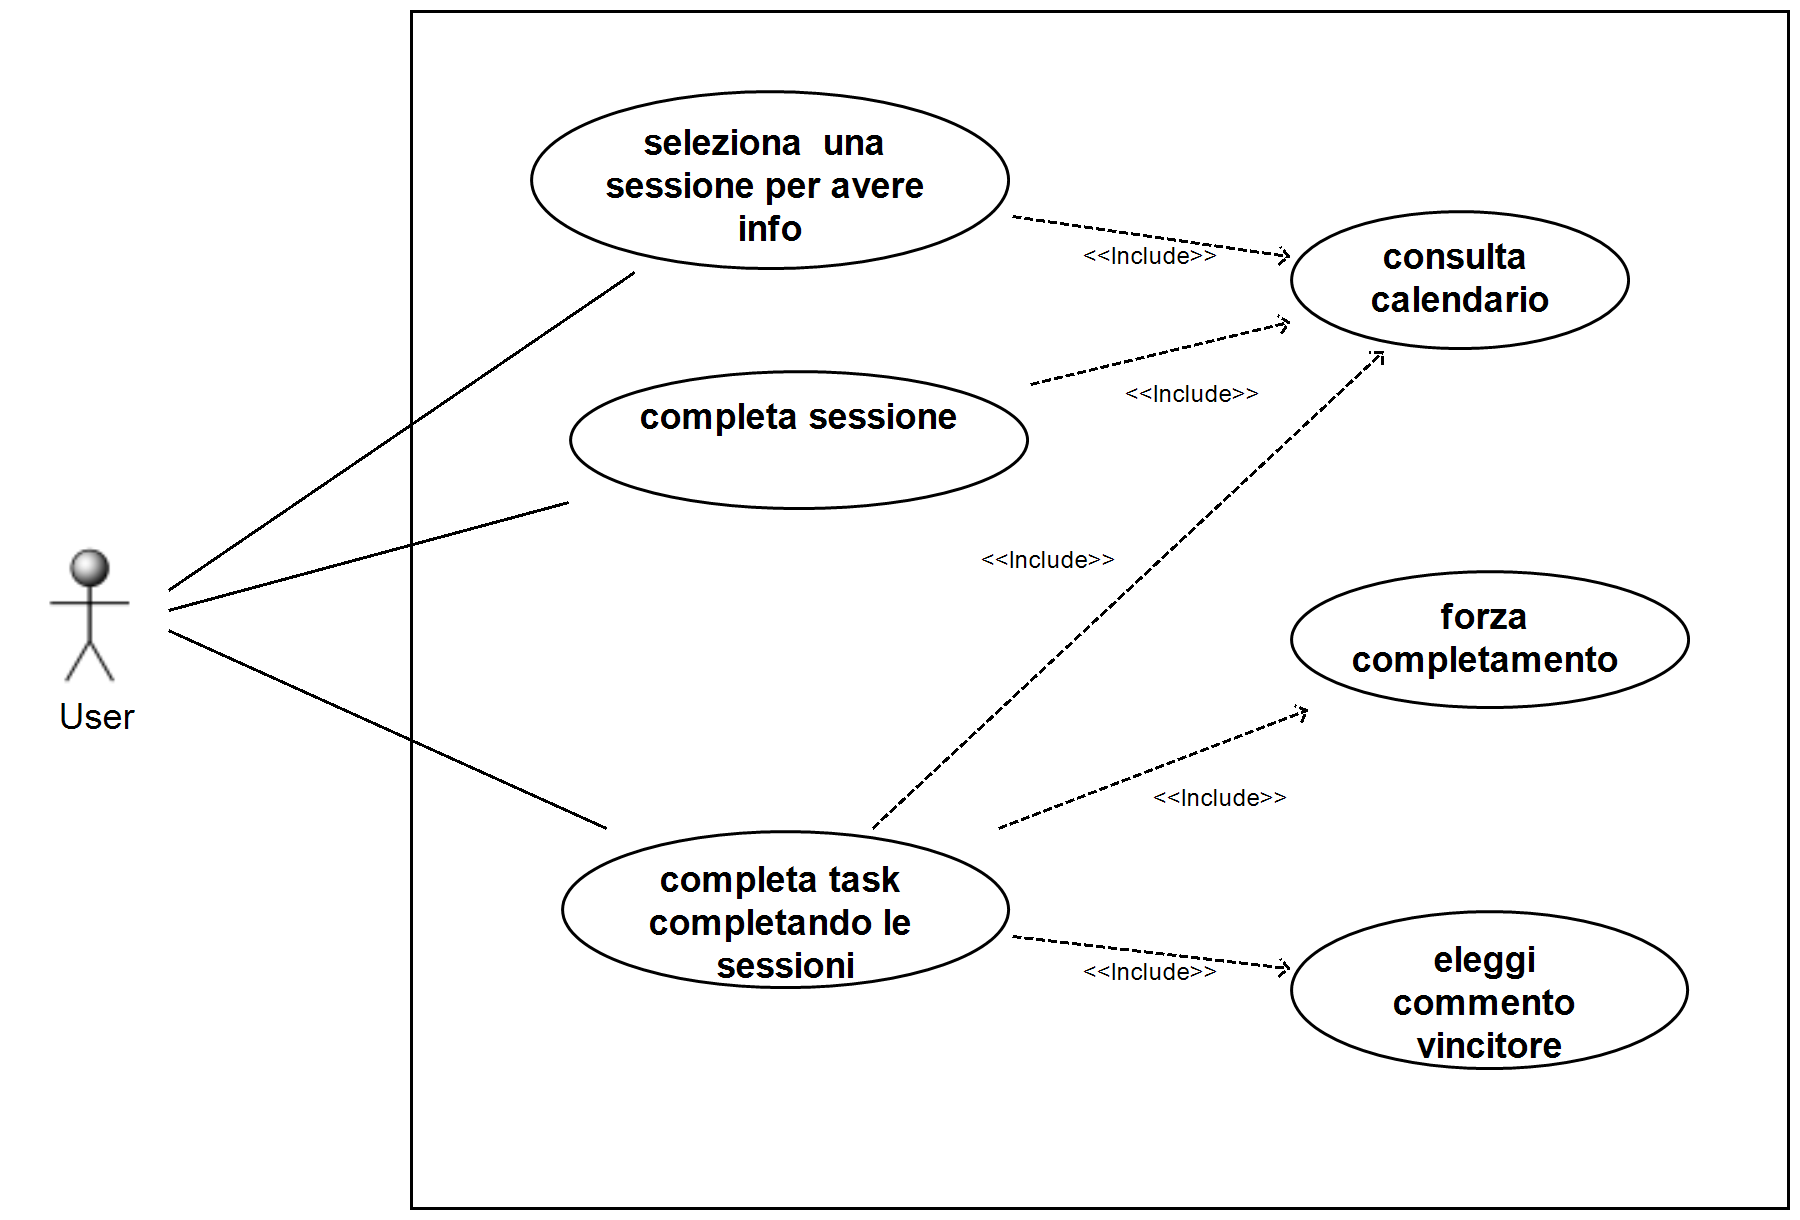 seleziona  una
sessione per avere
info
<<Include>>
consulta
calendario
completa sessione
<<Include>>
<<Include>>
forza
completamento
User
<<Include>>
completa task
completando le
sessioni
<<Include>>
eleggi
commento
vincitore